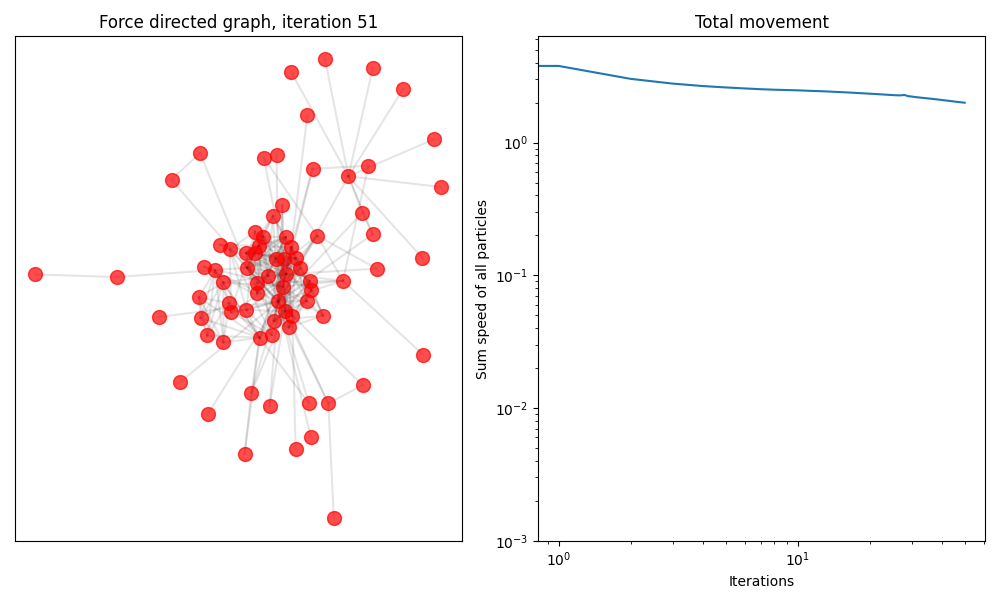 Force directed graph, iteration 51
Total movement
Sum speed of all particles
10⁰
10⁻¹
10⁻²
10⁻³
10⁰
10¹
Iterations